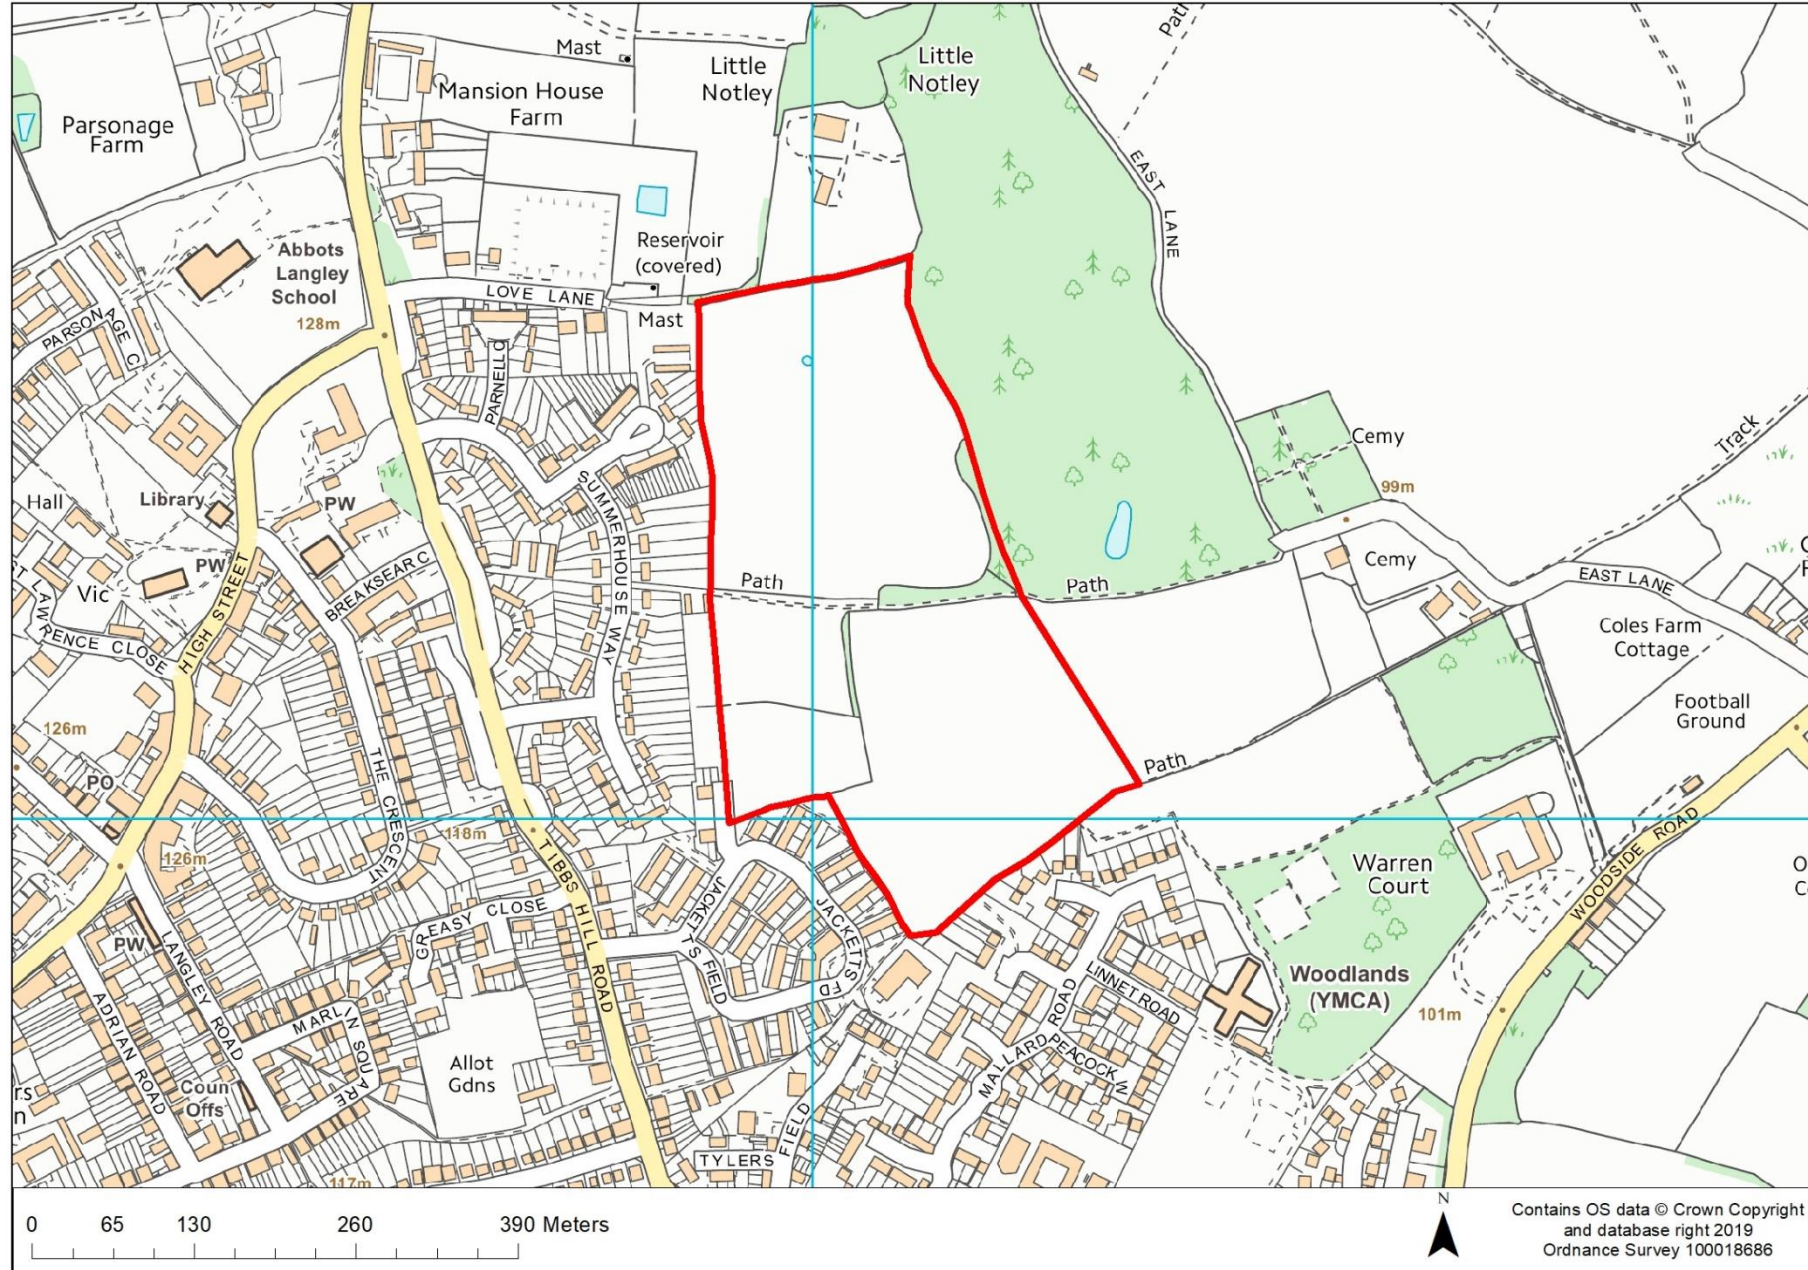 Mast
Little
Notley
Little
Notley
Path
Mansion House
Farm
Parsonage
Farm
EAST
LANE
Abbots
Langley
School
128m
Reservoir
(covered)
LOVE LANE
Mast
PARSON
AGE C
PARNELL C
Cemy
Track
99m
Hall
Library
PW
SUMMERHOUSE WAY
PW
Vic
HIGH STREET
BREAKSEAR C
Path
Path
Cemy
EAST LANE
ST LAWRENCE CLOSE
Coles Farm
Cottage
Football
Ground
126m
PO
THE CRESCENT
Path
118m
126m
TIBBS HILL ROAD
Warren
Court
WOODSIDE ROAD
O
C
JACKETTS FIELD
JACKETTS
FD
GREASY CLOSE
PW
LANGLEY ROAD
ADRIAN ROAD
MARLIN SQUARE
LINNET ROAD
Woodlands
(YMCA)
101m
MALLARD ROAD
PEACOCK W
Allot
Gdns
Coun
Offs
rs
n
TYLERS
FIELD
117m
0 65 130 260 390 Meters
N
Contains OS data © Crown Copyright
and database right 2019
Ordnance Survey 100018686